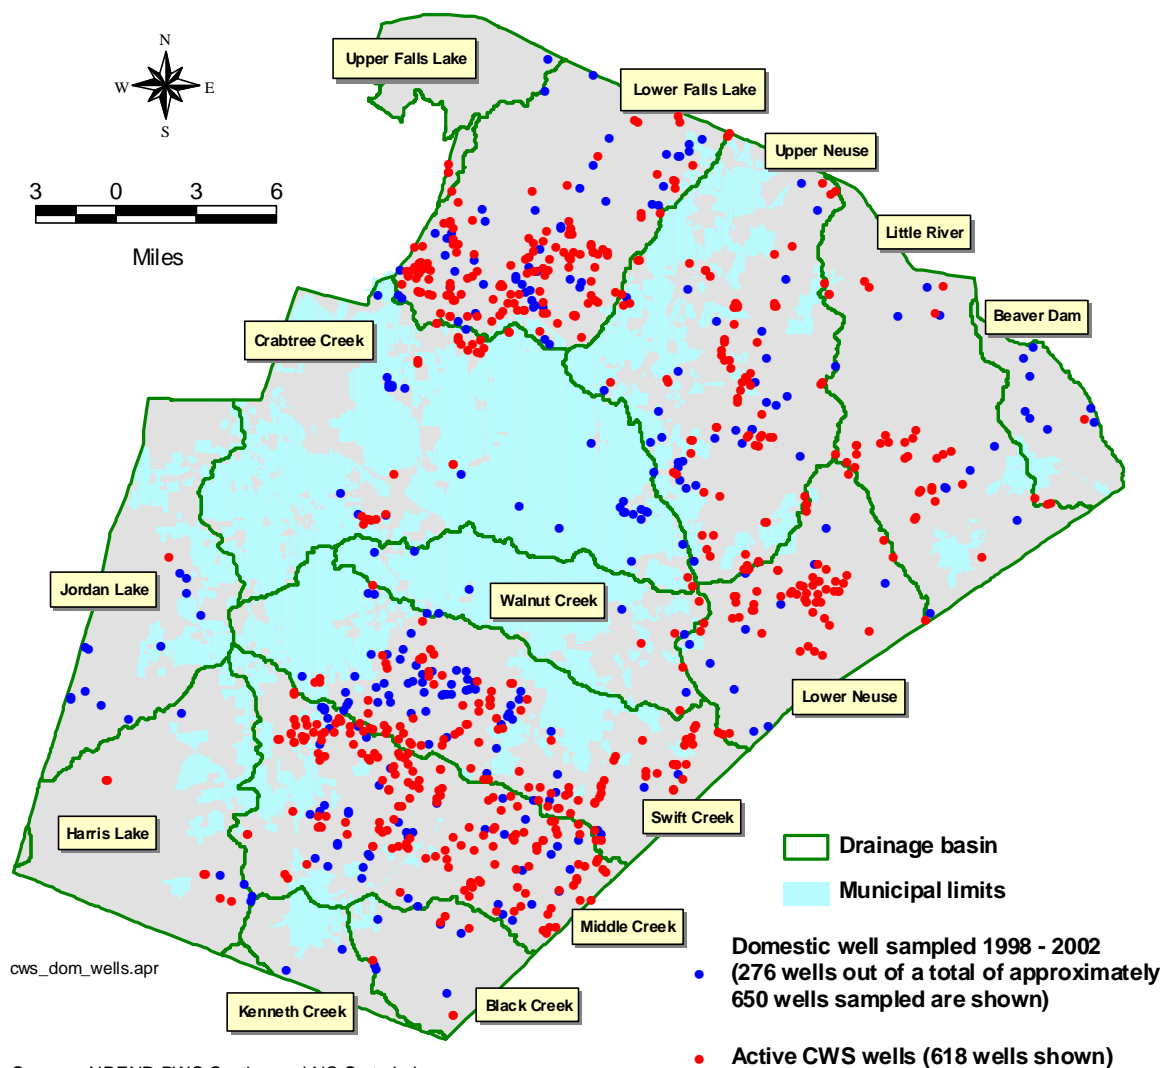 Upper Falls Lake
N
W E
S
Lower Falls Lake
Upper Neuse
3 0 3 6
Miles
Little River
Beaver Dam
Crabtree Creek
Jordan Lake
Walnut Creek
Lower Neuse
Harris Lake
Swift Creek
Drainage basin
Municipal limits
Middle Creek
Domestic well sampled 1998 - 2002
(276 wells out of a total of approximately
650 wells sampled are shown)
cws_dom_wells.apr
Kenneth Creek
Black Creek
Active CWS wells (618 wells shown)